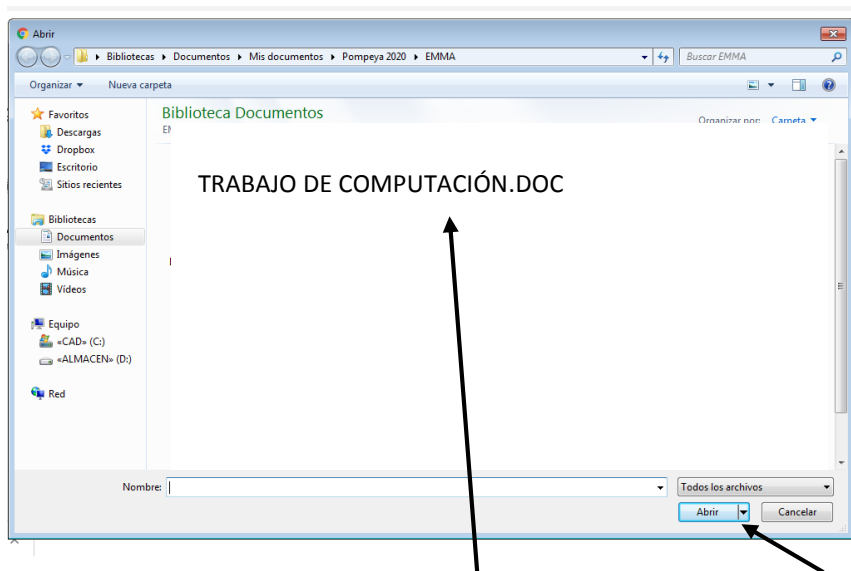 Abrir
Bibliotecas ▸ Documentos ▸ Mis documentos ▸ Pompeya 2020 ▸ EMMA
Buscar EMMA
Organizar Nueva carpeta
Favoritos
Descargas
Dropbox
Escritorio
Sitios recientes
Bibliotecas
Documentos
Imágenes
Música
Vídeos
Equipo
«CAD» (C:)
«ALMACEN» (D:)
Red
Biblioteca Documentos
Organizar por: Carpeta
TRABAJO DE COMPUTACIÓN.DOC
Nombre:
Todos los archivos
Abrir Cancelar